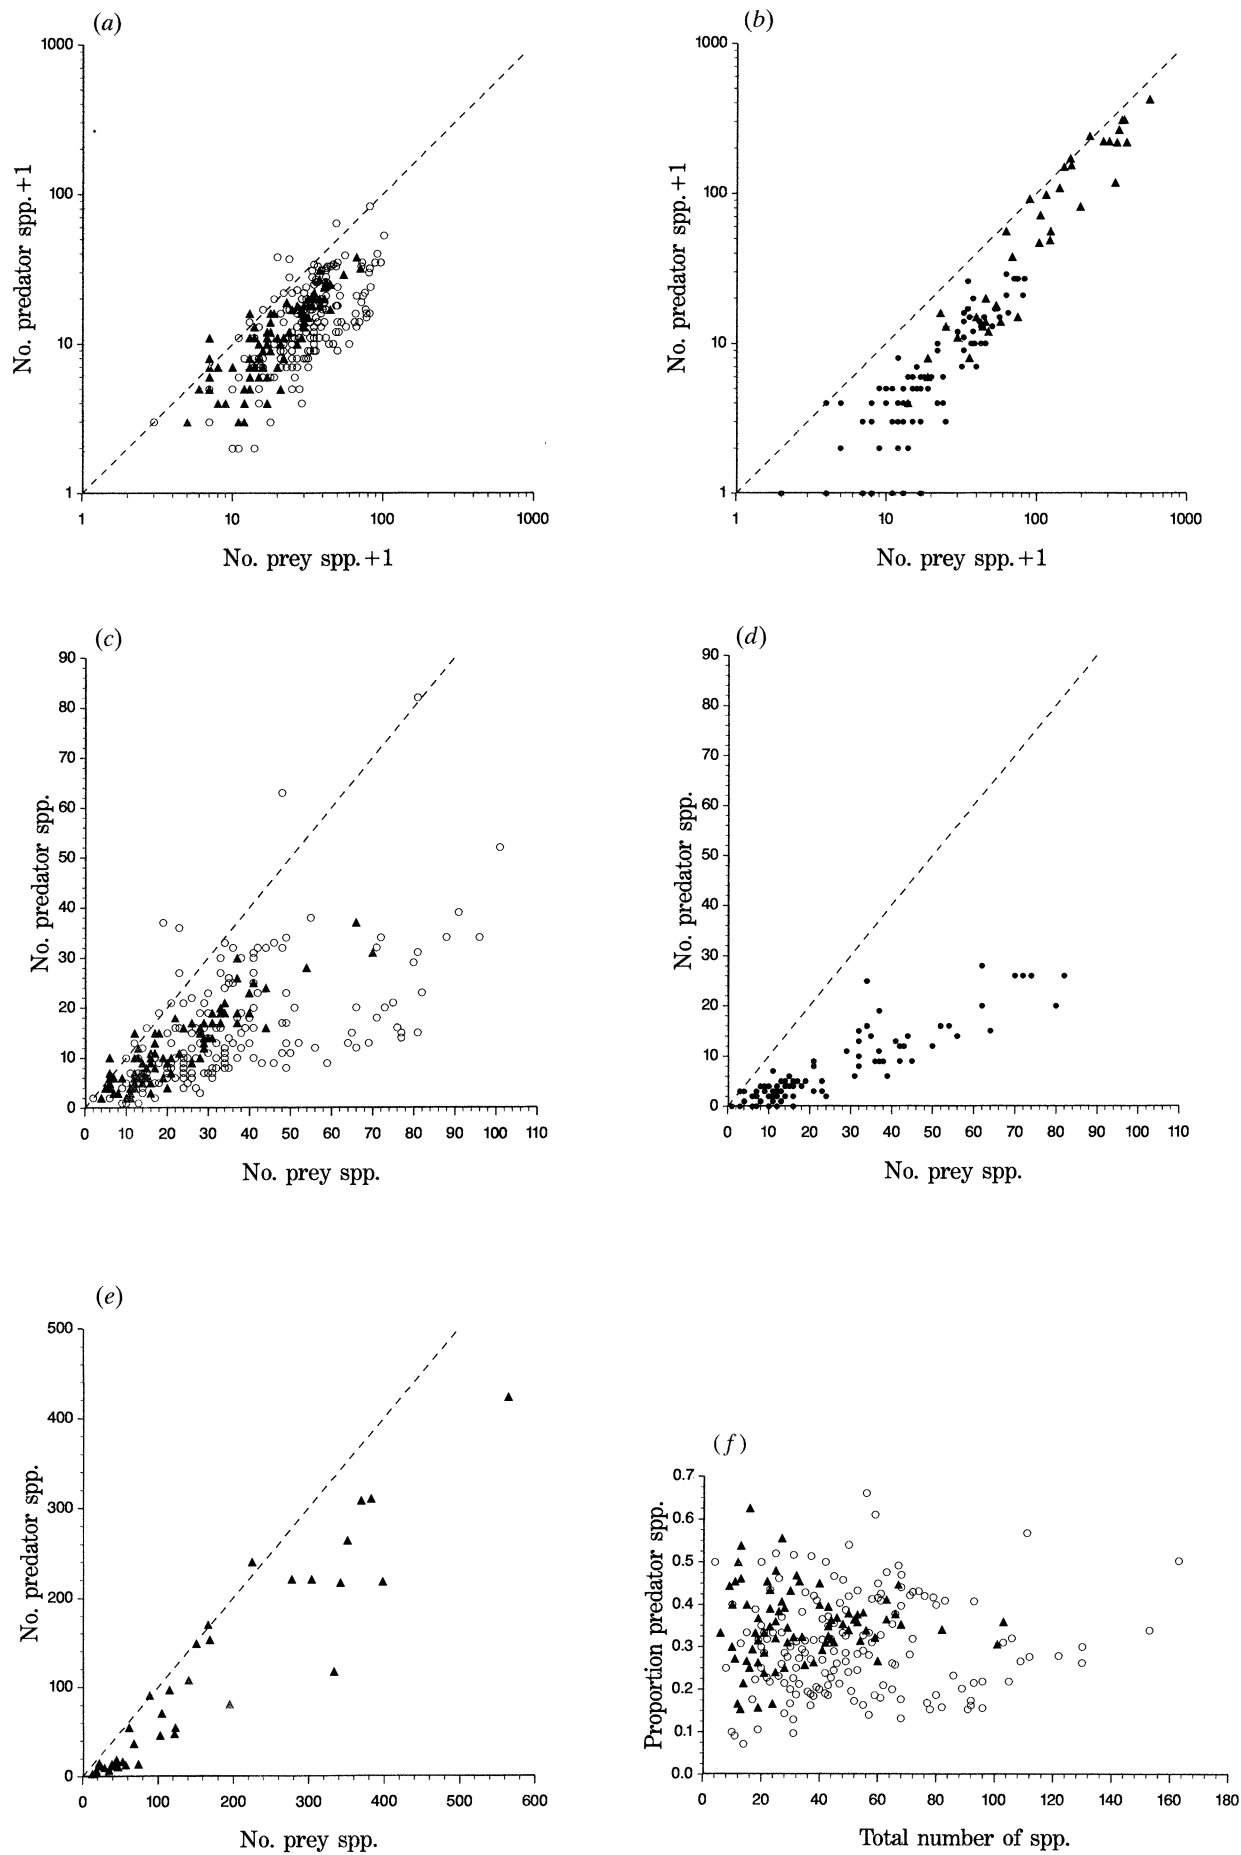 (a)
1000
100
10
1
No. predator spp.+1
1 10 100 1000
No. prey spp.+1
(b)
1000
100
10
1
No. predator spp.+1
1 10 100 1000
No. prey spp.+1
(c)
90
80
70
60
50
40
30
20
10
0
No. predator spp.
0 10 20 30 40 50 60 70 80 90 100 110
No. prey spp.
(d)
90
80
70
60
50
40
30
20
10
0
No. predator spp.
0 10 20 30 40 50 60 70 80 90 100 110
No. prey spp.
(e)
500
400
300
200
100
0
No. predator spp.
0 100 200 300 400 500 600
No. prey spp.
(f)
0.7
0.6
0.5
0.4
0.3
0.2
0.1
0.0
Proportion predator spp.
0 20 40 60 80 100 120 140 160 180
Total number of spp.